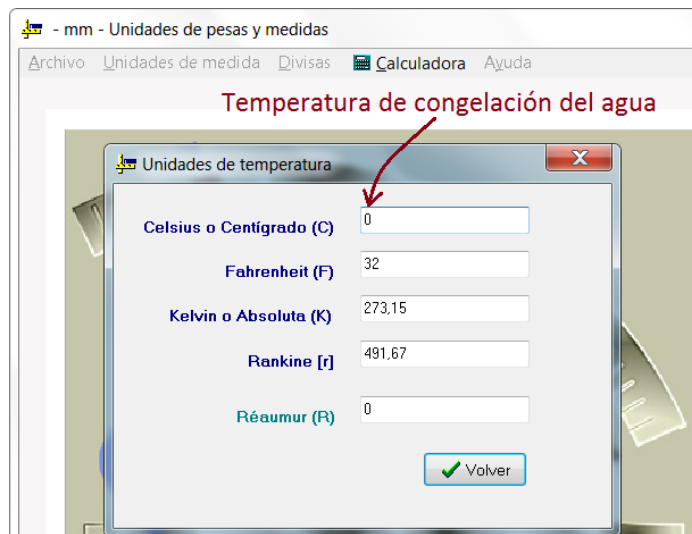 - mm - Unidades de pesas y medidas
Archivo Unidades de medida Divisas Calculadora Ayuda
Temperatura de congelación del agua
Unidades de temperatura
Celsius o Centígrado (C) 0
Fahrenheit (F) 32
Kelvin o Absoluta (K) 273,15
Rankine [r] 491,67
Réaumur (R) 0
Volver